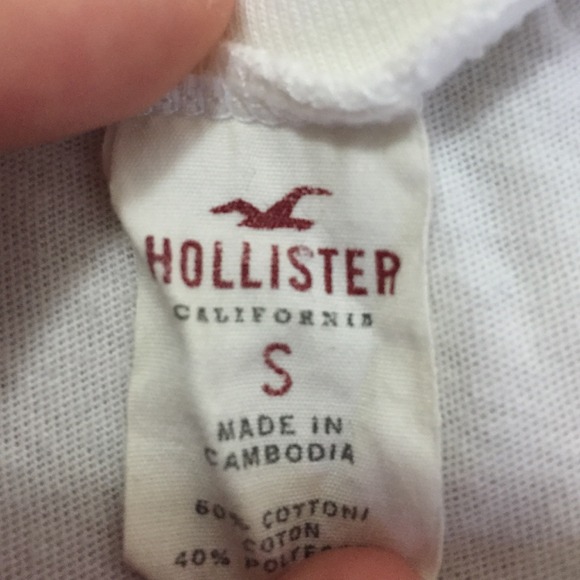 HOLLISTER
CALIFORNIA
S
MADE IN
CAMBODIA
60% COTTON/
COTON
40%